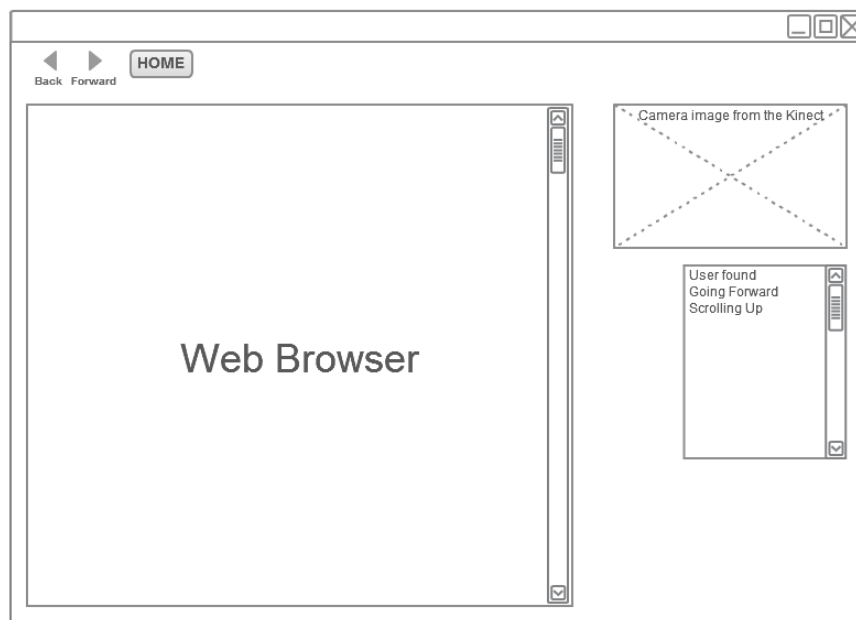 Back Forward HOME
Camera image from the Kinect
User found
Going Forward
Scrolling Up
Web Browser